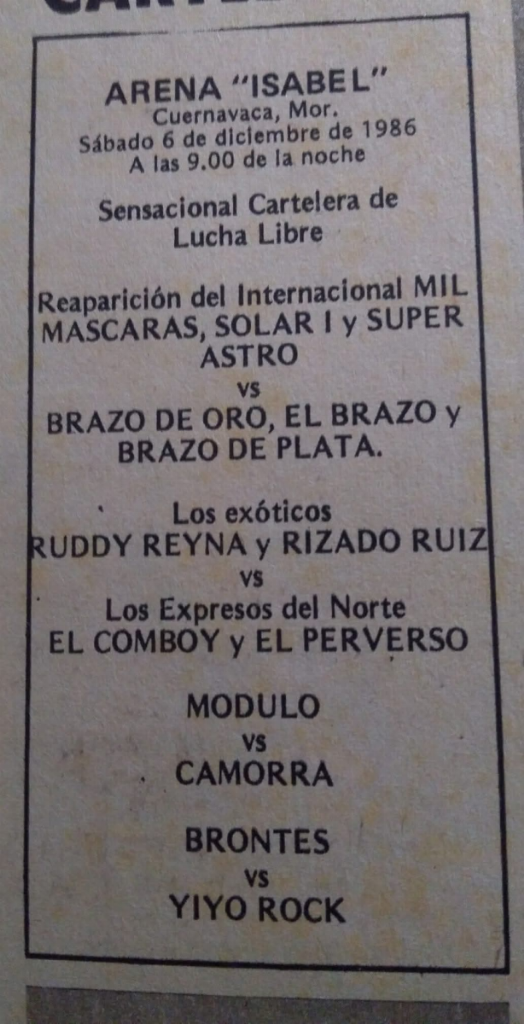 ARENA "ISABEL"
Cuernavaca, Mor.
Sábado 6 de diciembre de 1986
A las 9.00 de la noche
Sensacional Cartelera de
Lucha Libre
Reaparición del Internacional MIL
MASCARAS, SOLAR I y SUPER
ASTRO
vs
BRAZO DE ORO, EL BRAZO y
BRAZO DE PLATA.
Los exóticos
RUDDY REYNA y RIZADO RUIZ
vs
Los Expresos del Norte
EL COMBOY y EL PERVERSO
MODULO
vs
CAMORRA
BRONTES
vs
YIYO ROCK